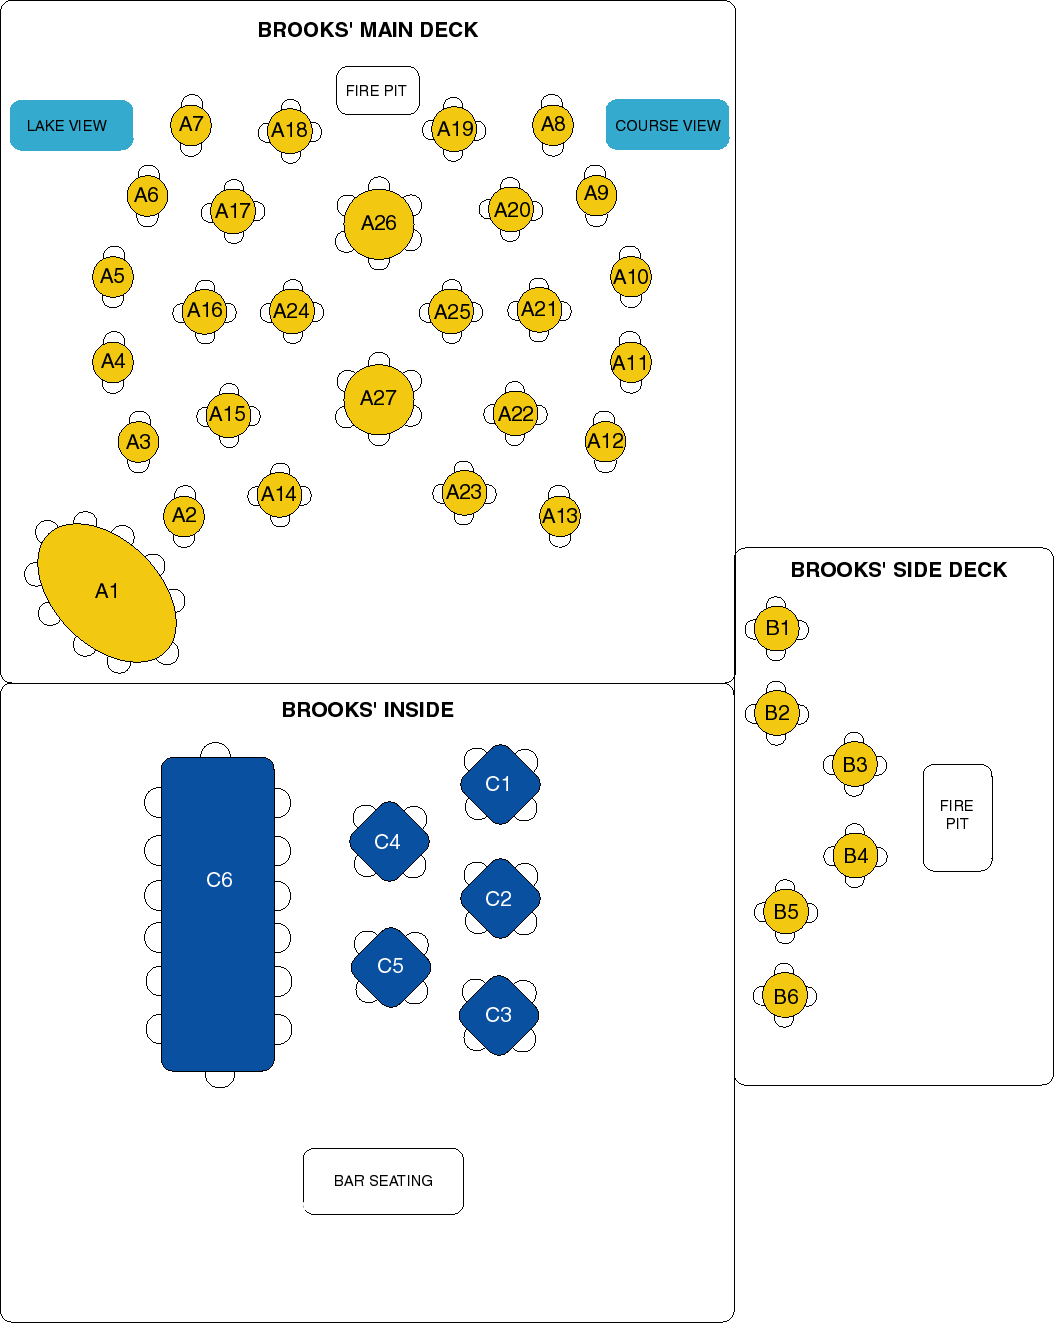 BROOKS' MAIN DECK
FIRE PIT
LAKE VIEW
COURSE VIEW
A7
A18
A19
A8
A6
A17
A26
A20
A9
A5
A16
A24
A25
A21
A10
A4
A15
A27
A22
A11
A3
A14
A23
A12
A2
A13
A1
BROOKS' SIDE DECK
B1
B2
B3
FIRE
PIT
B4
B5
B6
BROOKS' INSIDE
C1
C4
C6
C2
C5
C3
BAR SEATING